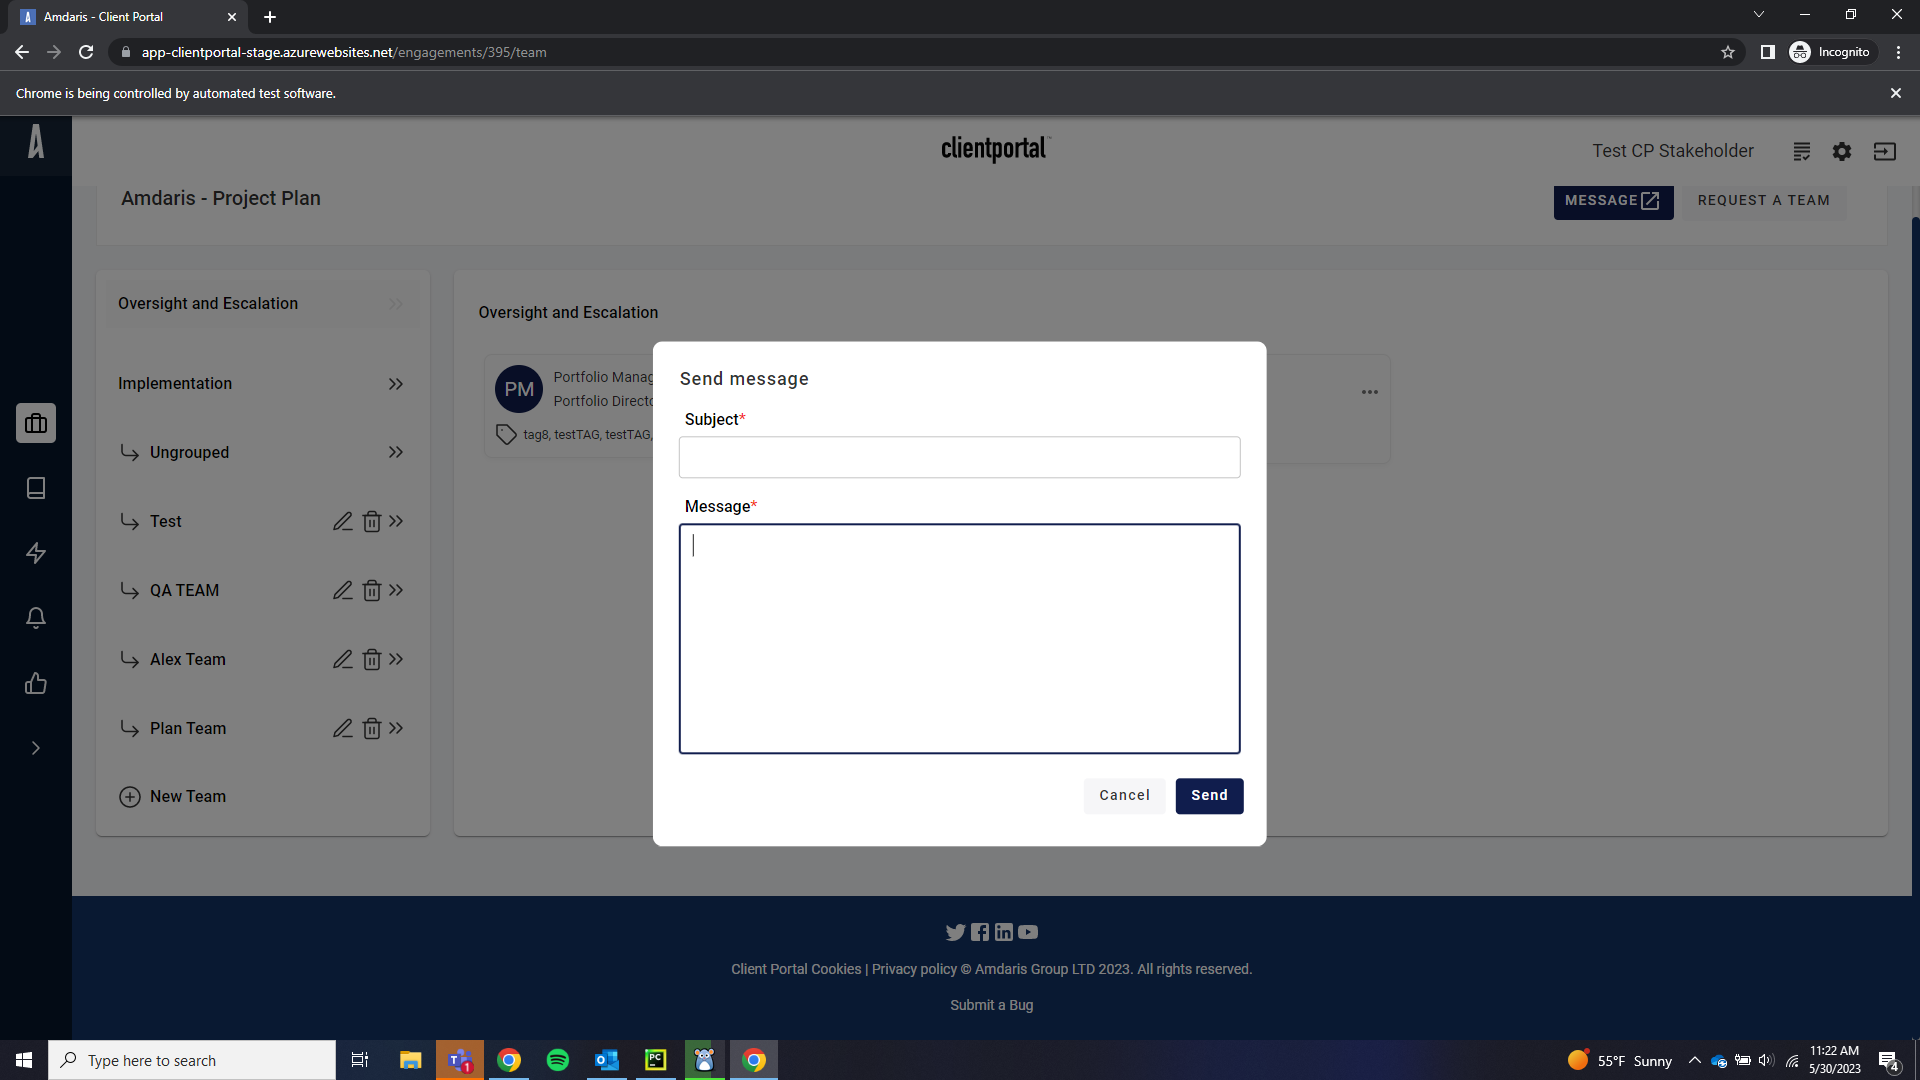 Amdaris - Client Portal
app-clientportal-stage.azurewebsites.net/engagements/395/team
Incognito
Chrome is being controlled by automated test software.
clientportal
Test CP Stakeholder
Amdaris - Project Plan
MESSAGE
REQUEST A TEAM
Oversight and Escalation
Implementation
Ungrouped
Test
QA TEAM
Alex Team
Plan Team
New Team
Oversight and Escalation
PM
Portfolio Manag
Portfolio Directo
tag8, testTAG, testTAG,
Send message
Subject*
Message*
Cancel
Send
Client Portal Cookies | Privacy policy © Amdaris Group LTD 2023. All rights reserved.
Submit a Bug
Type here to search
55°F Sunny
11:22 AM
5/30/2023
4